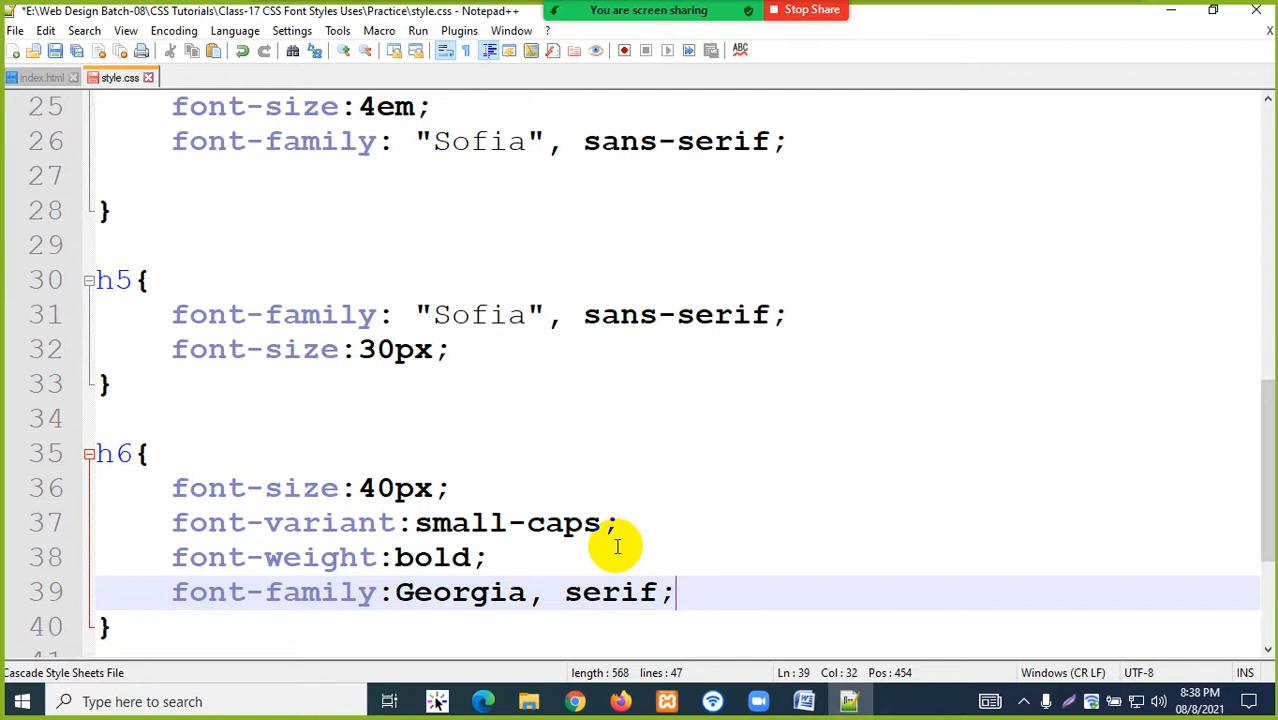 *E:\Web Design Batch-08\CSS Tutorials\Class-17 CSS Font Styles Uses\Practice\style.css - Notepad++
You are screen sharing
Stop Share
File Edit Search View Encoding Language Settings Tools Macro Run Plugins Window ? X
index.html style.css
25 font-size:4em;
26 font-family: "Sofia", sans-serif;
27
28 }
29
30 h5{
31 font-family: "Sofia", sans-serif;
32 font-size:30px;
33 }
34
35 h6{
36 font-size:40px;
37 font-variant:small-caps;
38 font-weight:bold;
39 font-family:Georgia, serif;
40 }
Cascade Style Sheets File length : 568 lines : 47 Ln : 39 Col : 32 Pos : 454 Windows (CR LF) UTF-8 INS
Type here to search
8:38 PM
08/8/2021